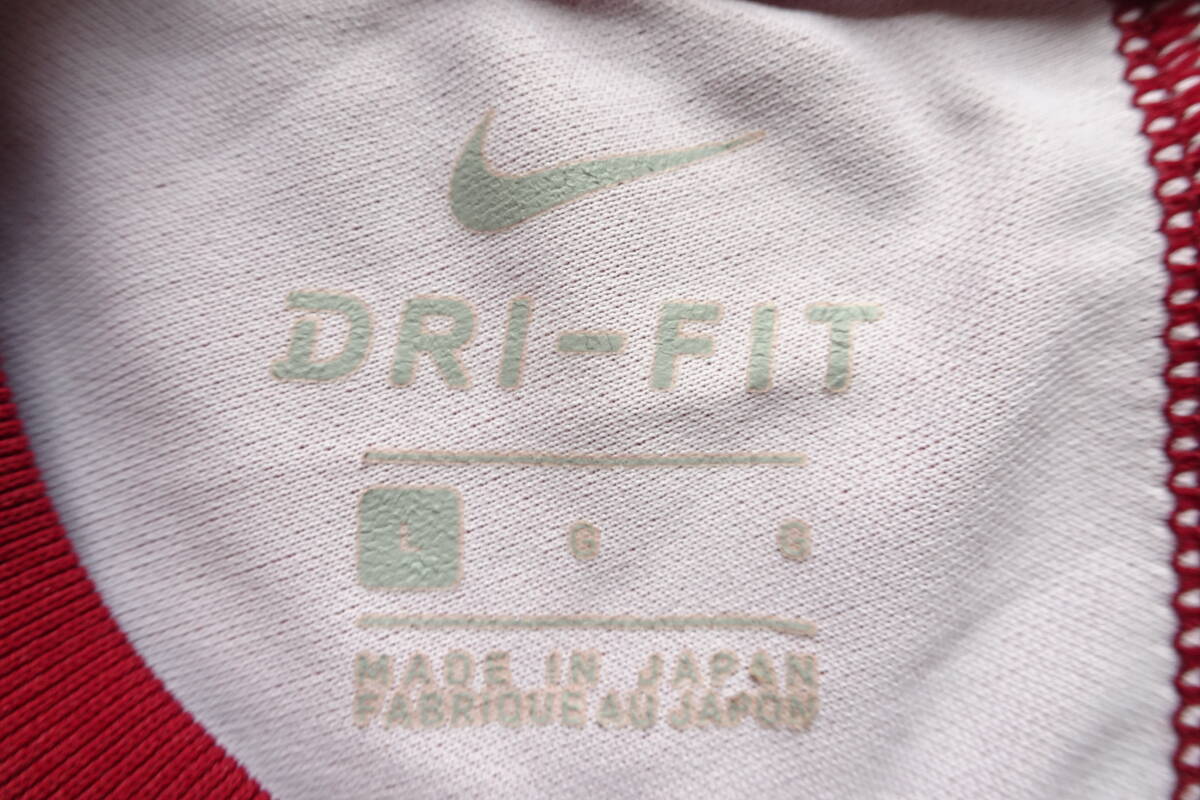 DRI-FIT
L G G
MADE IN JAPAN
FABRIQUE AU JAPON